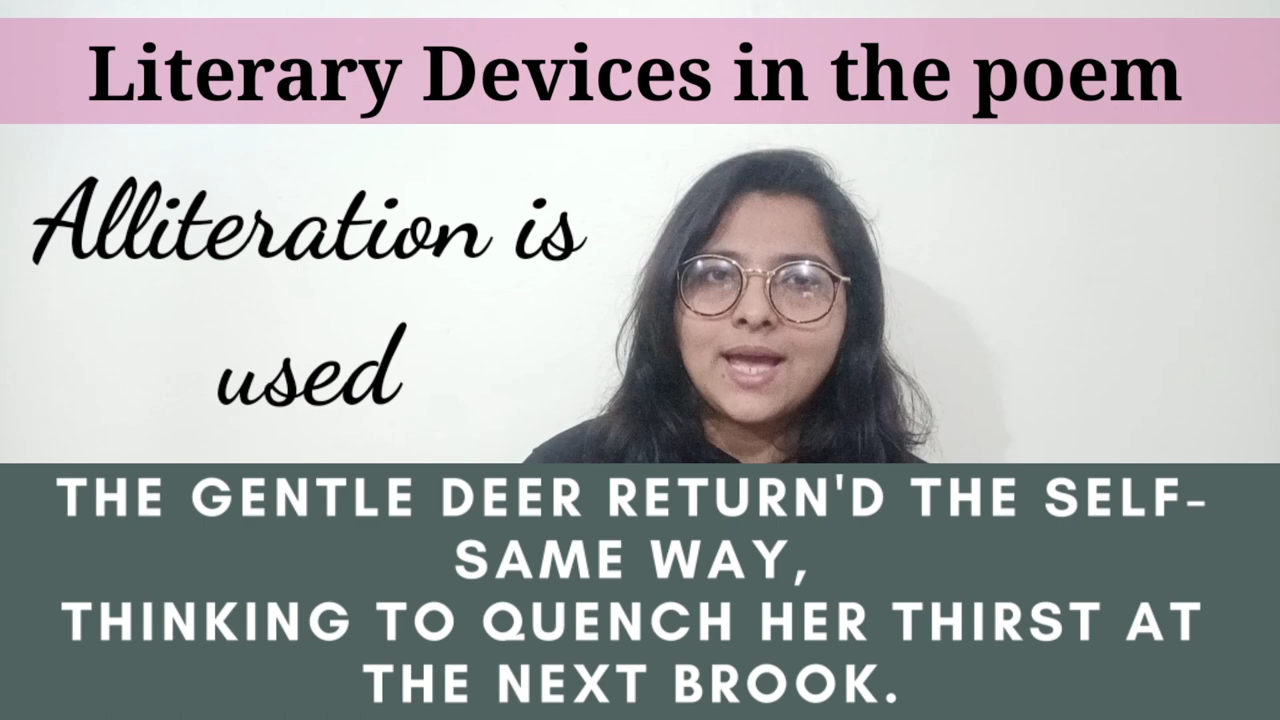 Literary Devices in the poem
Alliteration is
used
THE GENTLE DEER RETURN'D THE SELF-
SAME WAY,
THINKING TO QUENCH HER THIRST AT
THE NEXT BROOK.